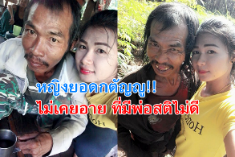 หญิงยอดกตัญญู!!
ไม่เคยอาย ที่มีพ่อสติไม่ดี